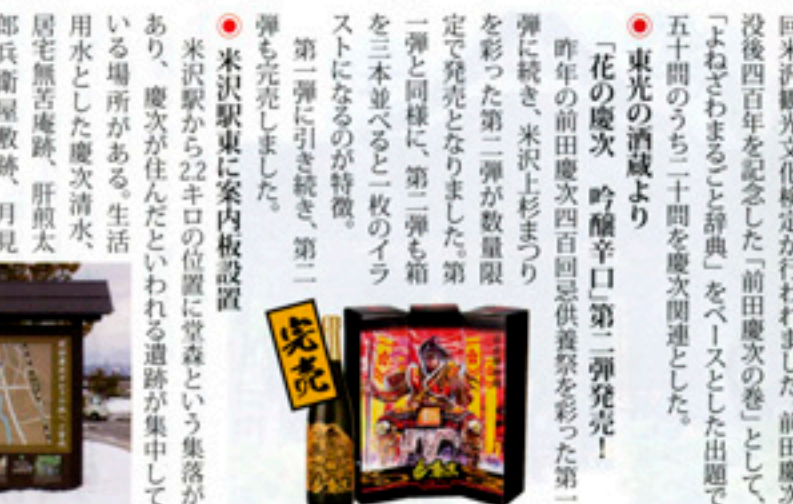 回米沢観光文化検定が行われました。前田慶次
没後四百年を記念した「前田慶次の巻」として、
「よねざわまるごと辞典」をベースとした出題で
五十問のうち二十問を慶次関連とした。
東光の酒蔵より
「花の慶次 吟醸辛口」第二弾発売!
昨年の前田慶次四百回忌供養祭を彩った第一
弾に続き、米沢上杉まつり
を彩った第二弾が数量限
定で発売となりました。第
一弾と同様に、第二弾も箱
を三本並べると一枚のイラ
ストになるのが特徴。
第一弾に引き続き、第二
弾も完売しました。
完売
米沢駅東に案内板設置
米沢駅から2.2キロの位置に堂森という集落が
あり、慶次が住んだといわれる遺跡が集中して
いる場所がある。生活
用水とした慶次清水、
居宅無苦庵跡、肝煎太
郎兵衛屋敷跡、月見